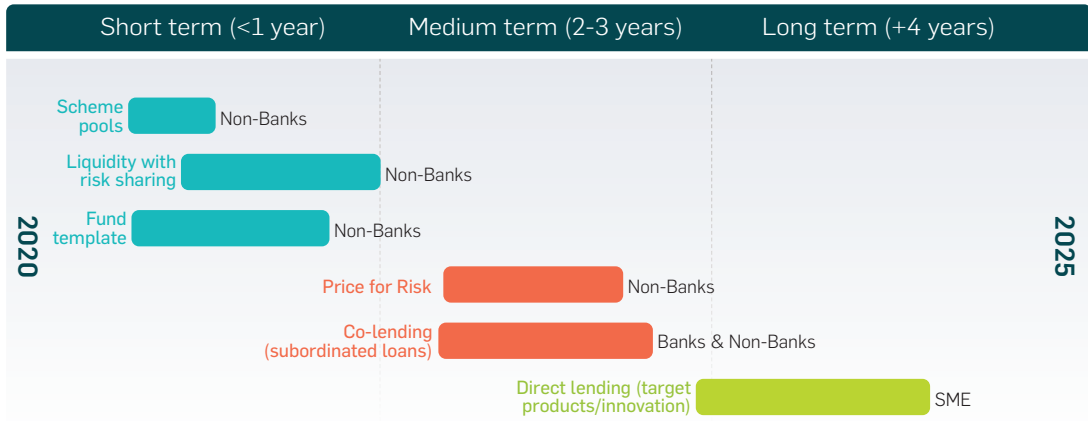 Short term (<1 year)
Medium term (2-3 years)
Long term (+4 years)
2020
Scheme
pools
Non-Banks
Liquidity with
risk sharing
Non-Banks
Fund
template
Non-Banks
Price for Risk
Non-Banks
Co-lending
(subordinated loans)
Banks & Non-Banks
Direct lending (target
products/innovation)
SME
2025